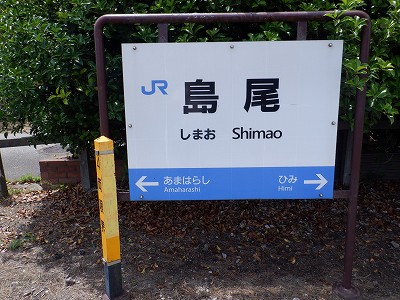 JR 島尾
しまお Shimao
← あまはらし ひみ →
Amaharashi Himi